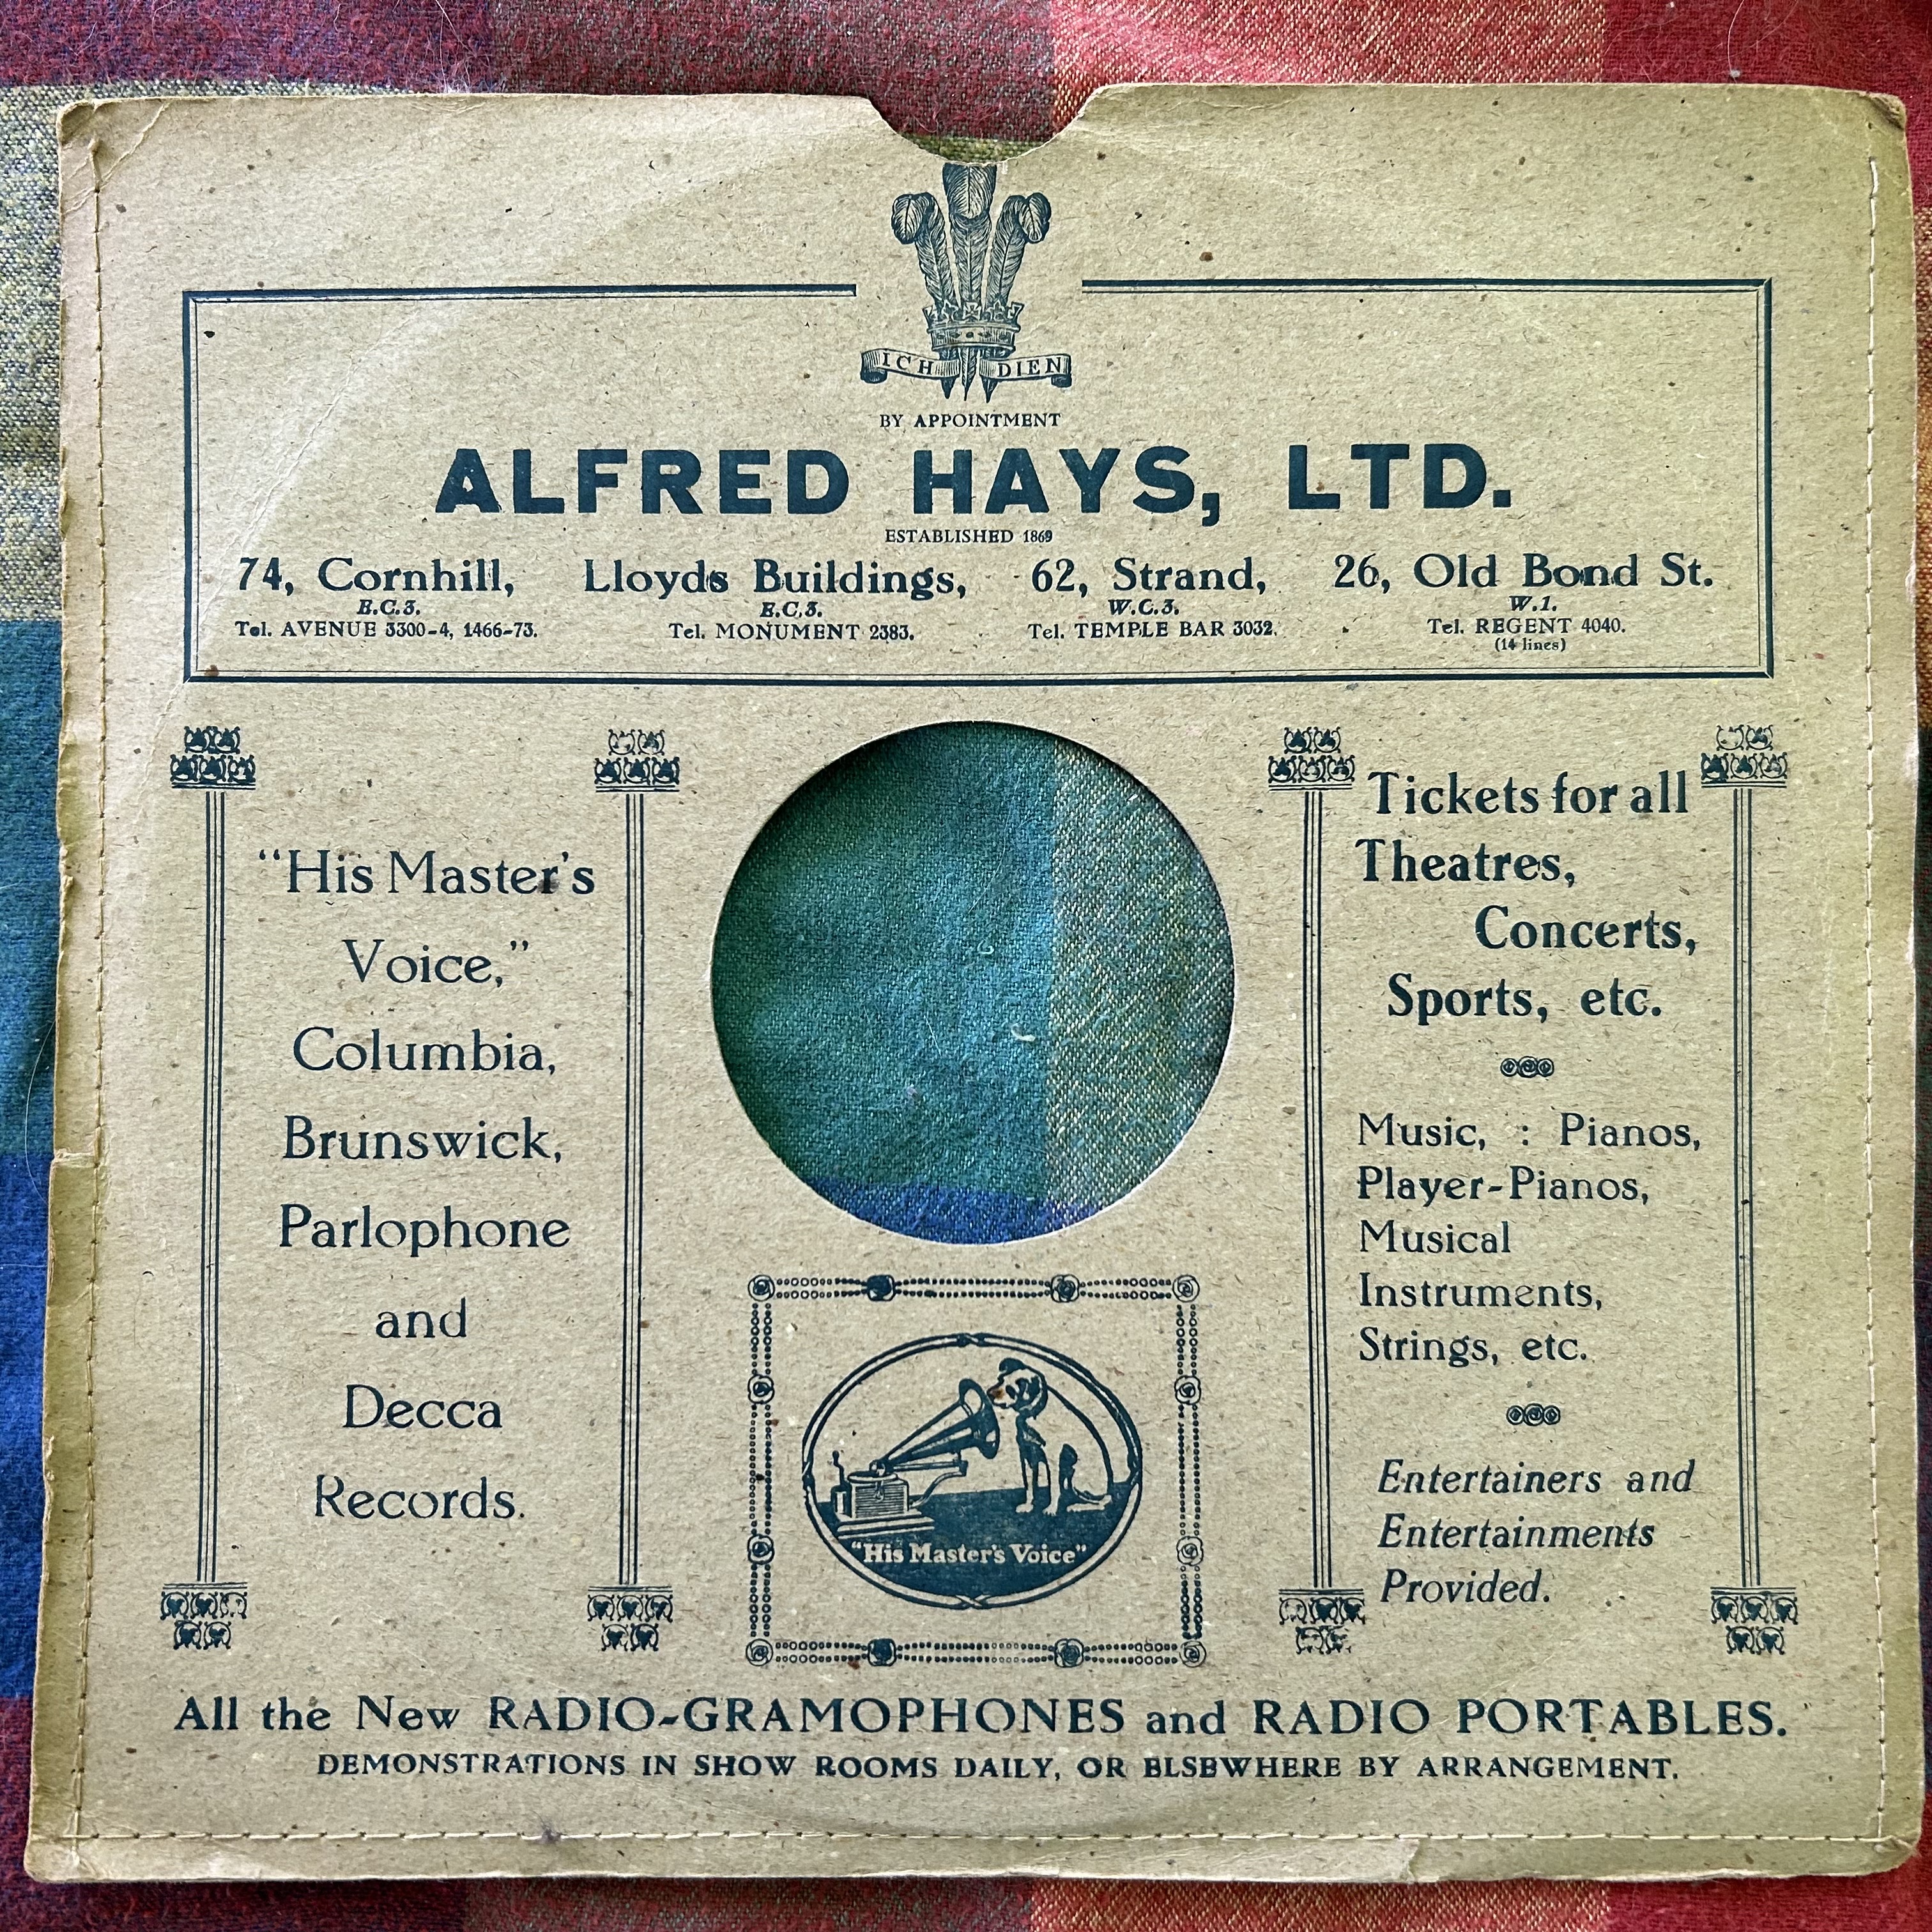 ICH DIEN
BY APPOINTMENT
ALFRED HAYS, LTD.
ESTABLISHED 1869
74, Cornhill,
E.C.3.
Tel. AVENUE 3300-4, 1466-73.
Lloyds Buildings,
E.C.3.
Tel. MONUMENT 2383.
62, Strand,
W.C.3.
Tel. TEMPLE BAR 3032.
26, Old Bond St.
W.1.
Tel. REGENT 4040.
(14 lines)
“His Master's
Voice,”
Columbia,
Brunswick,
Parlophone
and
Decca
Records.
“His Master's Voice”
Tickets for all
Theatres,
Concerts,
Sports, etc.
Music, : Pianos,
Player-Pianos,
Musical
Instruments,
Strings, etc.
Entertainers and
Entertainments
Provided.
All the New RADIO-GRAMOPHONES and RADIO PORTABLES.
DEMONSTRATIONS IN SHOW ROOMS DAILY, OR ELSEWHERE BY ARRANGEMENT.